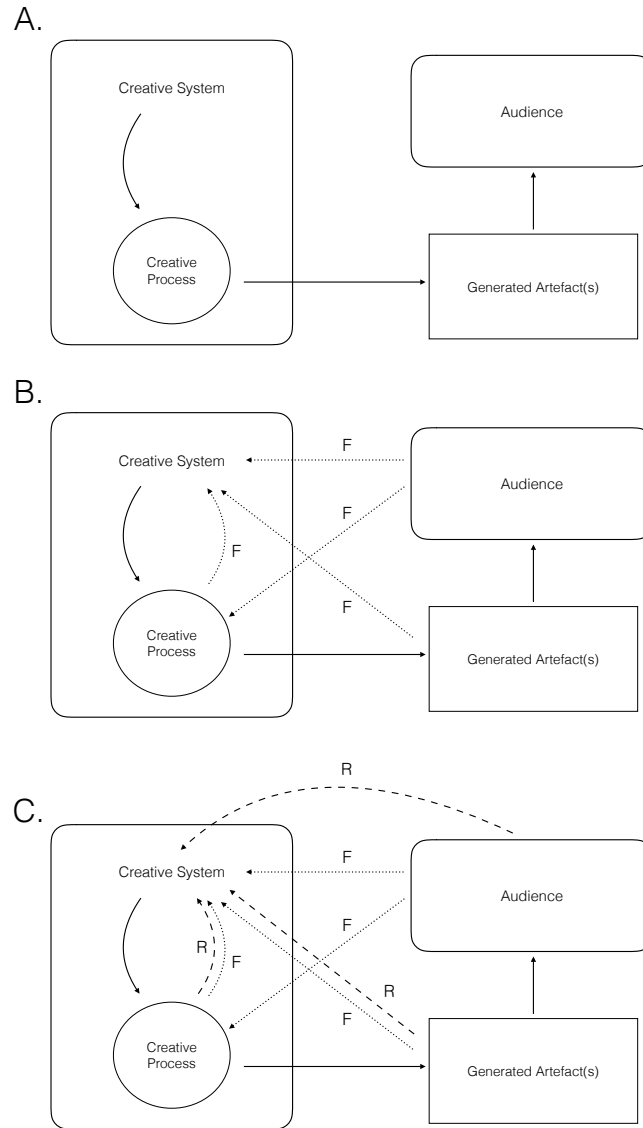 A.
Creative System
Audience
Creative
Process
Generated Artefact(s)
B.
F
Creative System
Audience
F
F
F
Creative
Process
Generated Artefact(s)
R
C.
F
Creative System
Audience
F
R
F
R
F
Creative
Process
Generated Artefact(s)